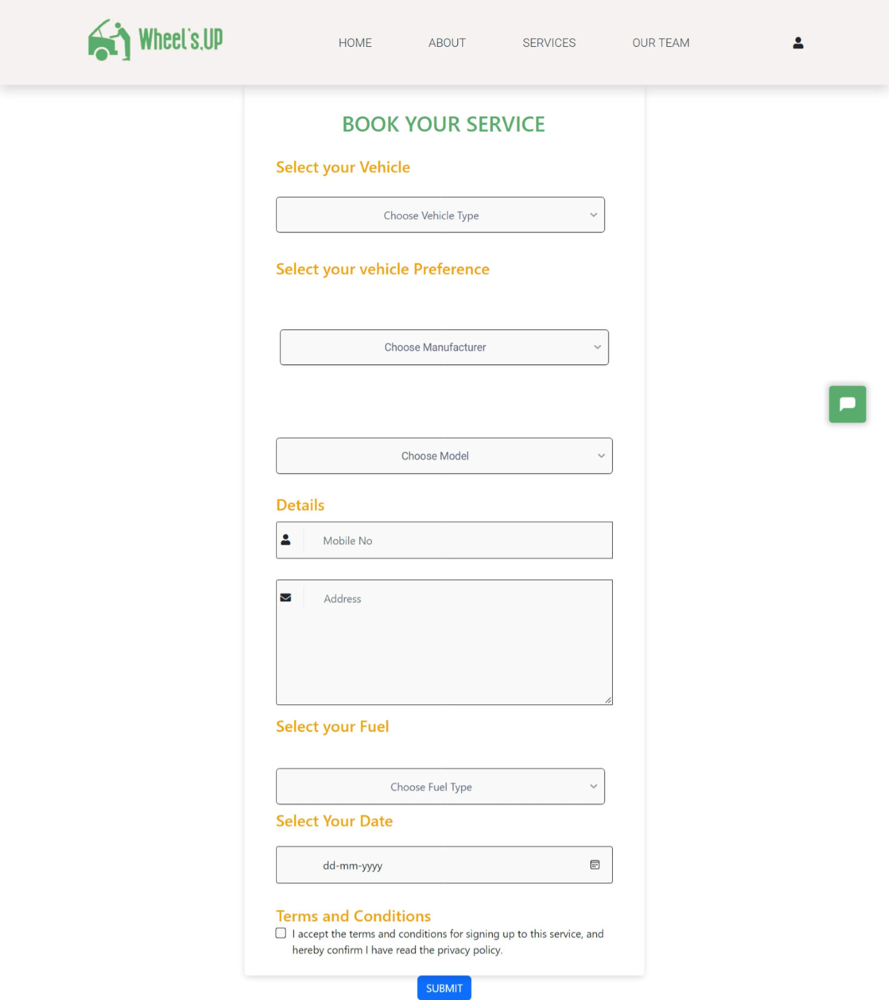 Wheel's,UP
HOME
ABOUT
SERVICES
OUR TEAM
BOOK YOUR SERVICE
Select your Vehicle
Choose Vehicle Type
Select your vehicle Preference
Choose Manufacturer
Choose Model
Details
Mobile No
Address
Select your Fuel
Choose Fuel Type
Select Your Date
dd-mm-yyyy
Terms and Conditions
I accept the terms and conditions for signing up to this service, and
hereby confirm I have read the privacy policy.
SUBMIT